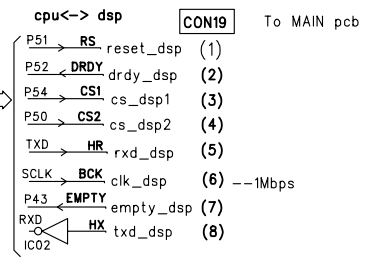 cpu<-> dsp CON19 To MAIN pcb
P51 RS reset_dsp (1)
P52 DRDY drdy_dsp (2)
P54 CS1 cs_dsp1 (3)
P50 CS2 cs_dsp2 (4)
TXD HR rxd_dsp (5)
SCLK BCK clk_dsp (6) --1Mbps
P43 EMPTY empty_dsp (7)
RXD HX txd_dsp (8)
IC02